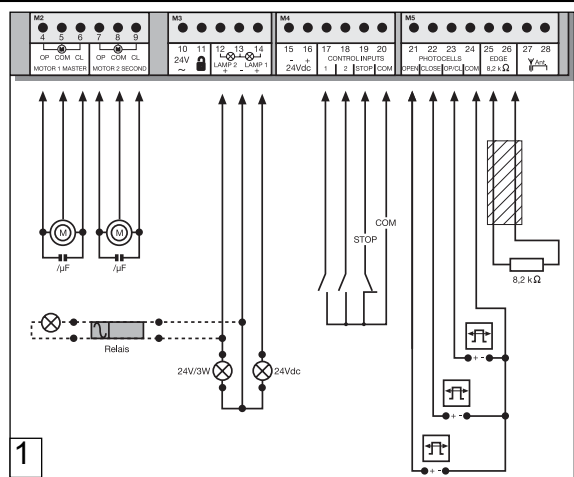 M2 M3 M4 M5
4 5 6 7 8 9 10 11 12 13 14 15 16 17 18 19 20 21 22 23 24 25 26 27 28
OP COM CL OP COM CL
MOTOR 1 MASTER MOTOR 2 SECOND
24V
~
LAMP 2 LAMP 1
+ - +
- +
24Vdc
CONTROL INPUTS
1 2 STOP COM
PHOTOCELLS
OPEN CLOSE OP/CL COM
EDGE
8,2 k Ω
Ant.
COM
STOP
M M
/µF /µF
8,2 kΩ
Relais
+ -
24V/3W 24Vdc
+ -
+ -
1